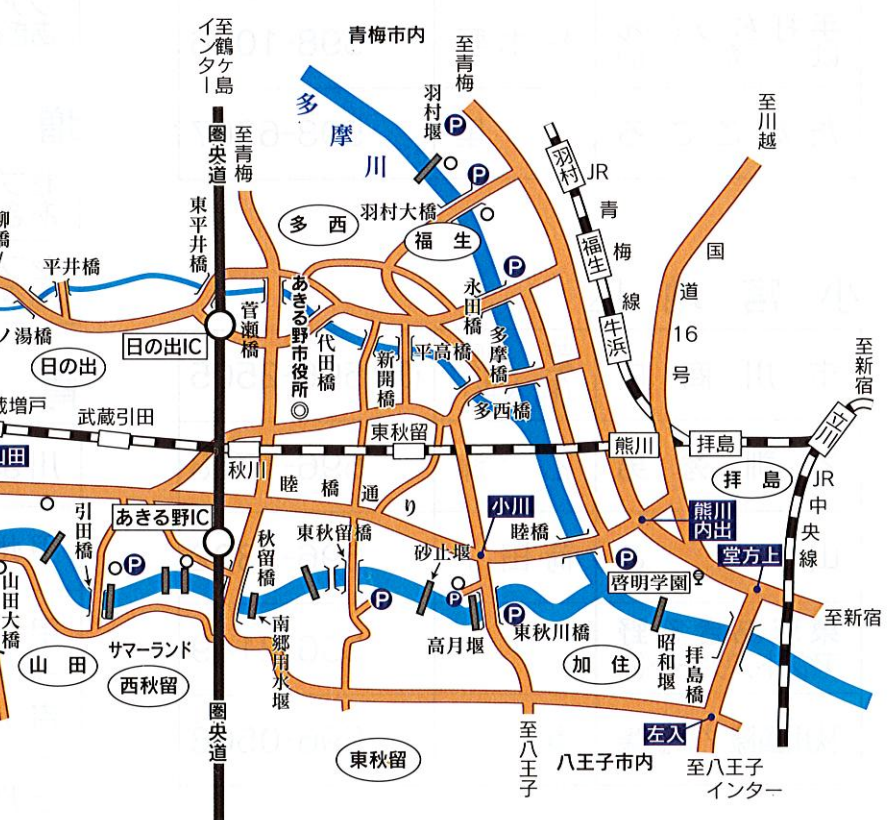 至鶴ヶ島
インター
青梅市内
至青梅
羽村堰
P
多摩川
至川越
圏央道
至青梅
東平井橋
多西
羽村大橋
福生
P
羽村
JR青梅線
福生
牛浜
国道16号
平井橋
日の出IC
日の出
菅瀬橋
あきる野市役所
代田橋
新開橋
平高橋
永田橋
P
多摩橋
多西橋
至新宿
立川
武蔵引田
秋川
東秋留
熊川
拝島
拝島
JR中央線
睦橋通り
あきる野IC
引田橋
P
秋留橋
東秋留橋
砂止堰
小川
睦橋
熊川
内出
堂方上
P
啓明学園
至新宿
山田大橋
山田
サマーランド
西秋留
南郷用水堰
P
P
高月堰
P
東秋川橋
加住
昭和堰
拝島橋
左入
圏央道
東秋留
至八王子
八王子市内
至八王子
インター